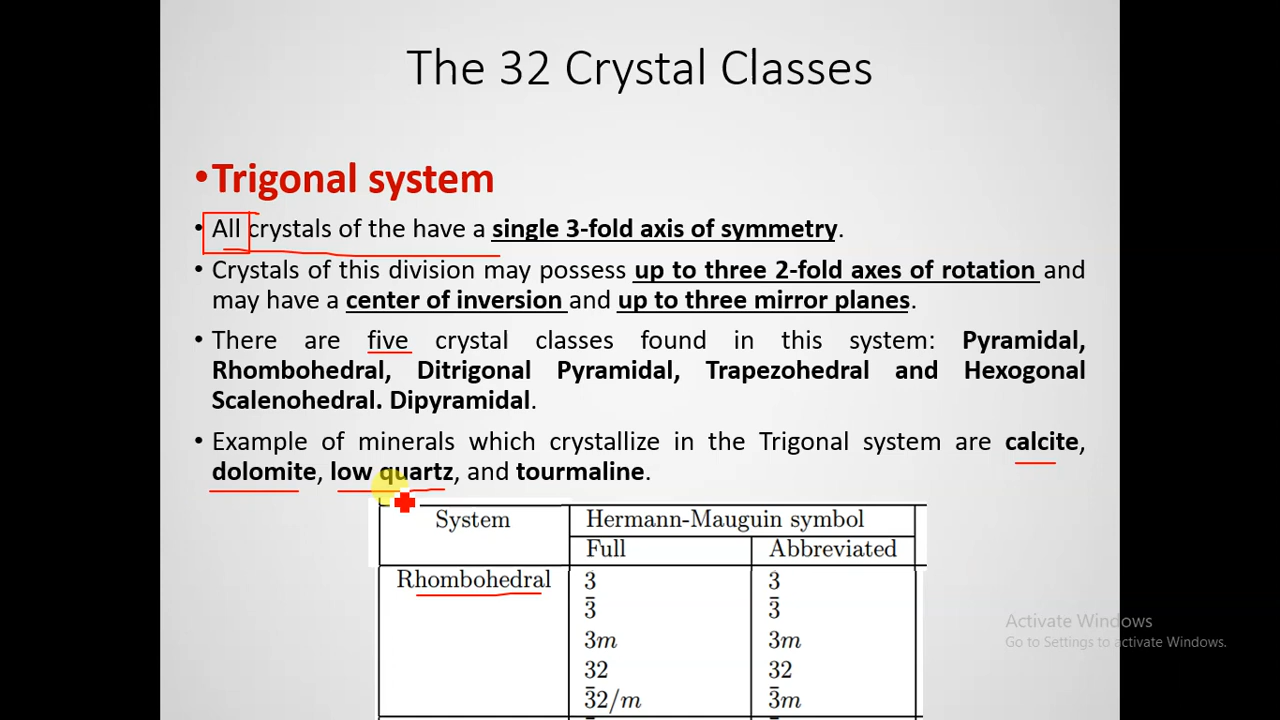 The 32 Crystal Classes
•Trigonal system
• All crystals of the have a single 3-fold axis of symmetry.
• Crystals of this division may possess up to three 2-fold axes of rotation and
may have a center of inversion and up to three mirror planes.
• There are five crystal classes found in this system: Pyramidal,
Rhombohedral, Ditrigonal Pyramidal, Trapezohedral and Hexogonal
Scalenohedral. Dipyramidal.
• Example of minerals which crystallize in the Trigonal system are calcite,
dolomite, low quartz, and tourmaline.
System Hermann-Mauguin symbol
Full Abbreviated
Rhombohedral 3 3
3̄ 3̄
3m 3m
32 32
3̄2/m 3̄m
Activate Windows
Go to Settings to activate Windows.